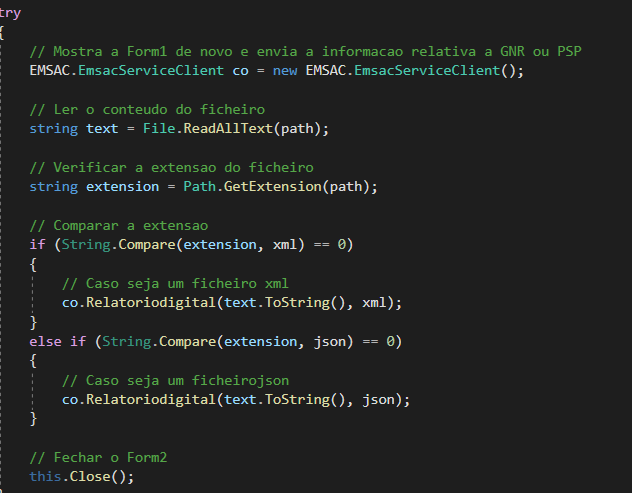 try
{
// Mostra a Form1 de novo e envia a informacao relativa a GNR ou PSP
EMSAC.EmsacServiceClient co = new EMSAC.EmsacServiceClient();
// Ler o conteudo do ficheiro
string text = File.ReadAllText(path);
// Verificar a extensao do ficheiro
string extension = Path.GetExtension(path);
// Comparar a extensao
if (String.Compare(extension, xml) == 0)
{
// Caso seja um ficheiro xml
co.Relatoriodigital(text.ToString(), xml);
}
else if (String.Compare(extension, json) == 0)
{
// Caso seja um ficheirojson
co.Relatoriodigital(text.ToString(), json);
}
// Fechar o Form2
this.Close();